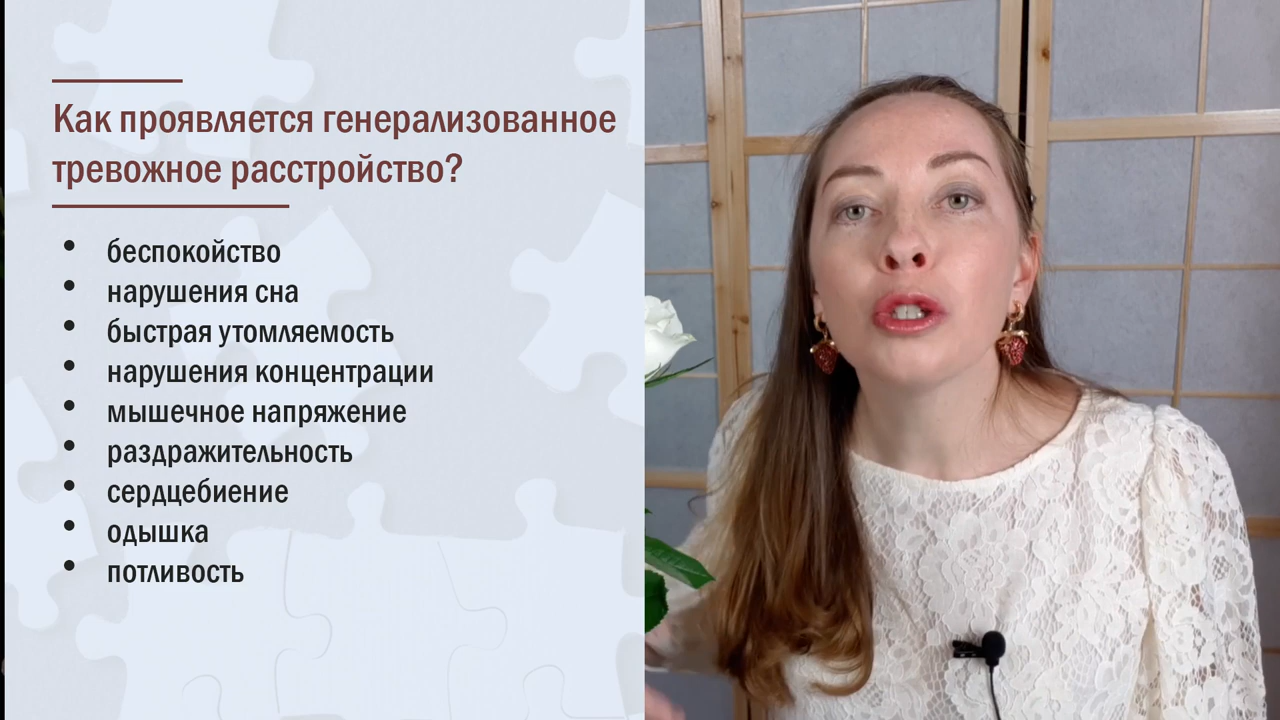 Как проявляется генерализованное
тревожное расстройство?
• беспокойство
• нарушения сна
• быстрая утомляемость
• нарушения концентрации
• мышечное напряжение
• раздражительность
• сердцебиение
• одышка
• потливость